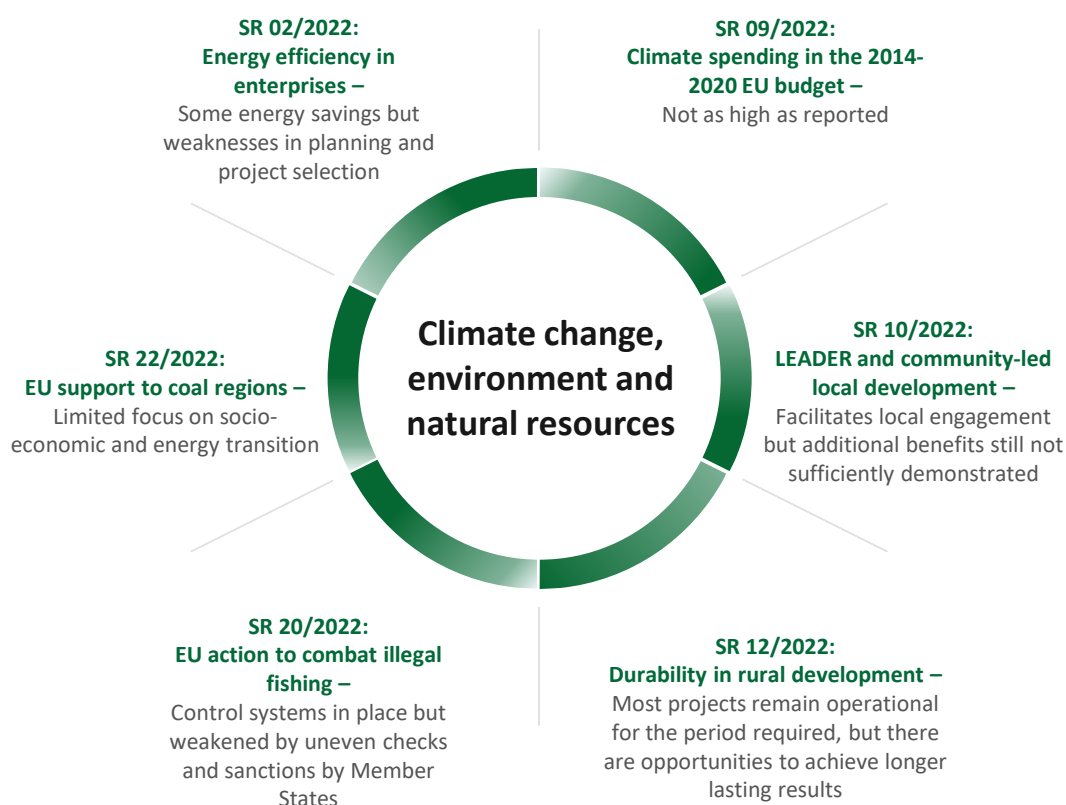 SR 02/2022:
Energy efficiency in
enterprises –
Some energy savings but
weaknesses in planning and
project selection
SR 09/2022:
Climate spending in the 2014-
2020 EU budget –
Not as high as reported
Climate change,
environment and
natural resources
SR 22/2022:
EU support to coal regions –
Limited focus on socio-
economic and energy transition
SR 10/2022:
LEADER and community-led
local development –
Facilitates local engagement
but additional benefits still not
sufficiently demonstrated
SR 20/2022:
EU action to combat illegal
fishing –
Control systems in place but
weakened by uneven checks
and sanctions by Member
States
SR 12/2022:
Durability in rural development –
Most projects remain operational
for the period required, but there
are opportunities to achieve longer
lasting results